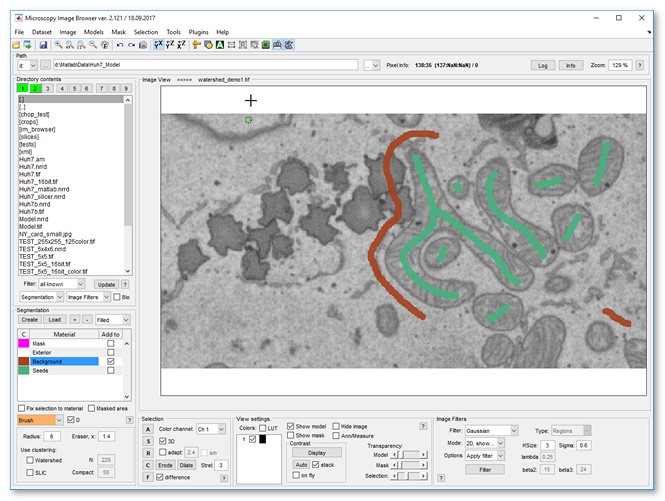 Microscopy Image Browser ver. 2.121 / 18.09.2017
File Dataset Image Models Mask Selection Tools Plugins Help
Path
d: ... d:\Matlab\Data\Huh7_Model ... Pixel info: 138:35 (137:NaN:NaN) / 0 Log Info Zoom: 129 % ?
Directory contents
1 2 3 4 5 6 7 8 9
Image View >>>>> watershed_demo1.tif
[.]
[..]
[chop_test]
[crops]
[im_browser]
[slices]
[tests]
[xml]
Huh7.am
Huh7.nrrd
Huh7.tif
Huh7_16bit.tif
Huh7_matlab.nrrd
Huh7_slicer.nrrd
Huh7b.nrrd
Huh7b.tif
Model.nrrd
Model.tif
NY_card_small.jpg
TEST_255x255_125color.tif
TEST_5x4x6.nrrd
TEST_5x5.tif
TEST_5x5_16bit.tif
TEST_5x5_16bit_color.tif
Filter: all known Update ?
Segmentation Image Filters Bio
Segmentation
Create Load + - Filled
C Material Add to
Mask
Exterior
Background
Seeds
Fix selection to material Masked area
Brush D ?
Radius: 6 Eraser, x: 1.4
Use clustering:
Watershed N: 220
SLIC Compact: 50
Selection
A Color channel: Ch 1
S 3D
R adapt: 2.4 sm
C Erode Dilate Strel: 3
F difference ?
View settings
Colors: LUT
1
Show model Hide image ?
Show mask Ann/Measure
Contrast
Display
Auto stack
on fly
Transparency:
Model:
Mask:
Selection:
Image Filters
Filter: Gaussian Type: Regions
Mode: 2D, show... HSize: 3 Sigma: 0.6
Options Apply filter lambda 0.25
Filter beta2: 15 beta3: 24
?